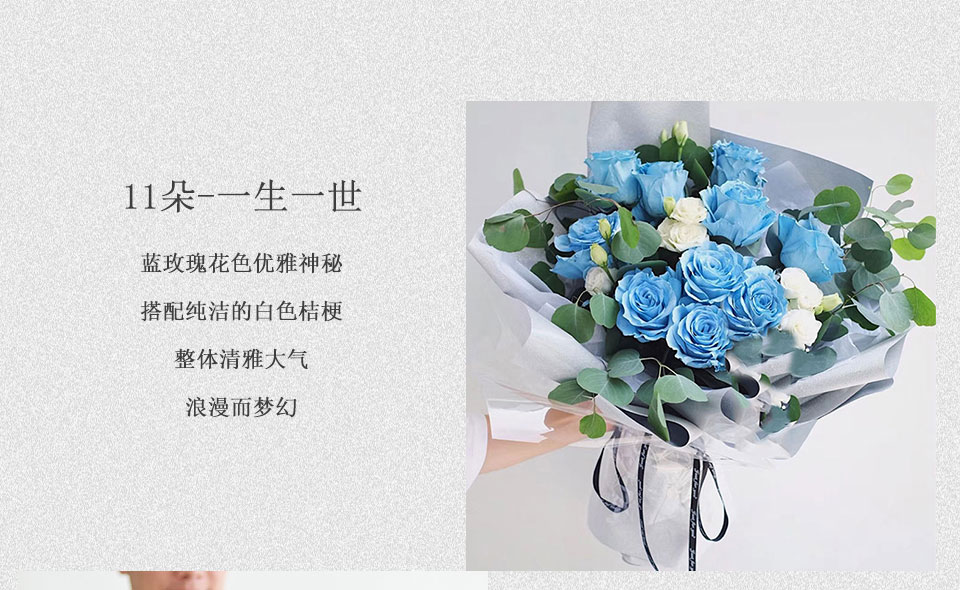 11朵-一生一世
蓝玫瑰花色优雅神秘
搭配纯洁的白色桔梗
整体清雅大气
浪漫而梦幻